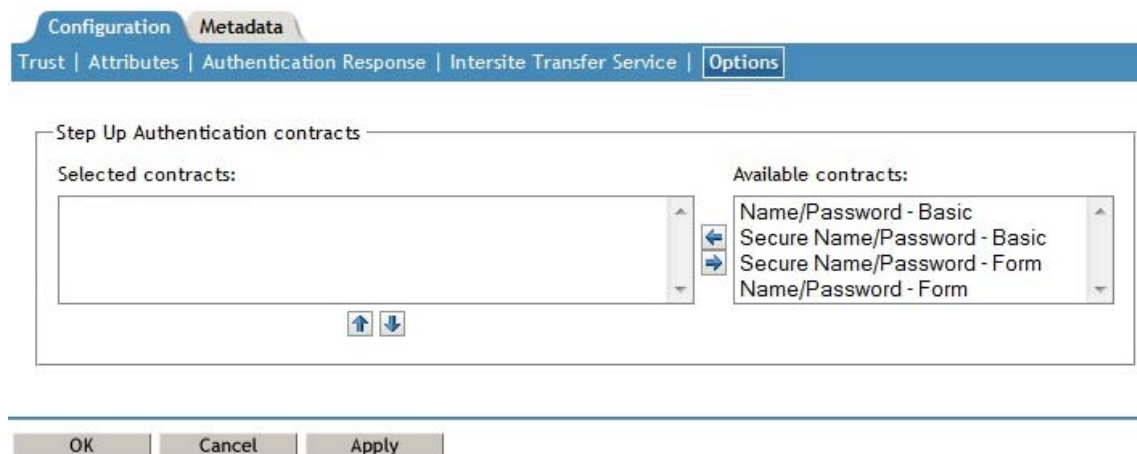 Configuration Metadata
Trust | Attributes | Authentication Response | Intersite Transfer Service | Options
Step Up Authentication contracts
Selected contracts:
Available contracts:
Name/Password - Basic
Secure Name/Password - Basic
Secure Name/Password - Form
Name/Password - Form
OK Cancel Apply